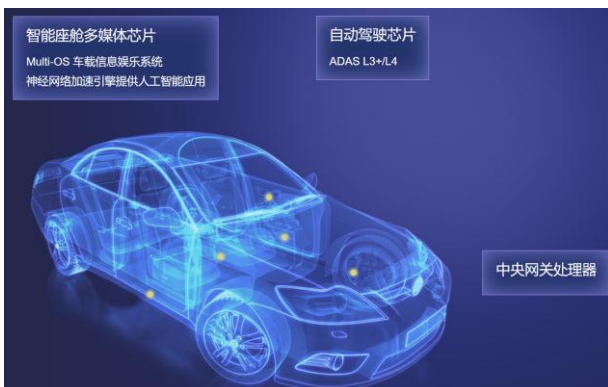 智能座舱多媒体芯片
Multi-OS 车载信息娱乐系统
神经网络加速引擎提供人工智能应用
自动驾驶芯片
ADAS L3+/L4
中央网关处理器